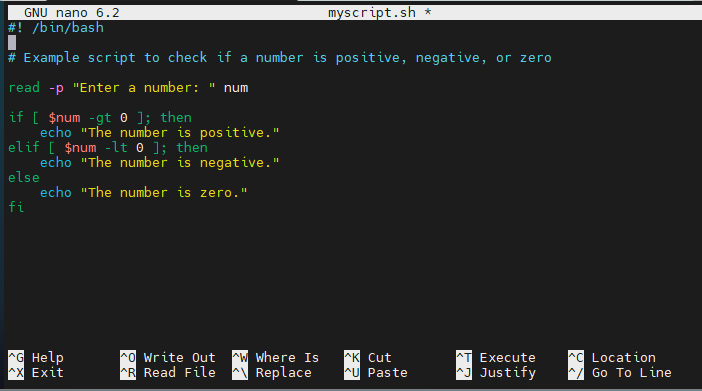 GNU nano 6.2 myscript.sh *
#! /bin/bash
# Example script to check if a number is positive, negative, or zero
read -p "Enter a number: " num
if [ $num -gt 0 ]; then
    echo "The number is positive."
elif [ $num -lt 0 ]; then
    echo "The number is negative."
else
    echo "The number is zero."
fi
^G Help ^O Write Out ^W Where Is ^K Cut ^T Execute ^C Location
^X Exit ^R Read File ^\ Replace ^U Paste ^J Justify ^/ Go To Line